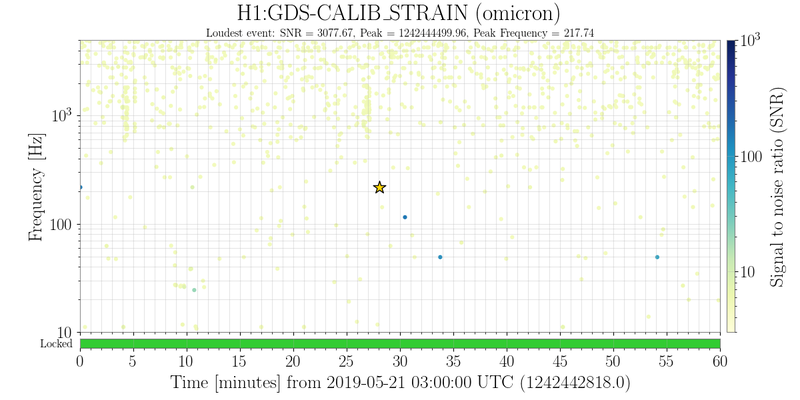 H1:GDS-CALIB_STRAIN (omicron)
Loudest event: SNR = 3077.67, Peak = 1242444499.96, Peak Frequency = 217.74
Frequency [Hz]
10³
100
10
Locked
0 5 10 15 20 25 30 35 40 45 50 55 60
Time [minutes] from 2019-05-21 03:00:00 UTC (1242442818.0)
10³
100
10
Signal to noise ratio (SNR)